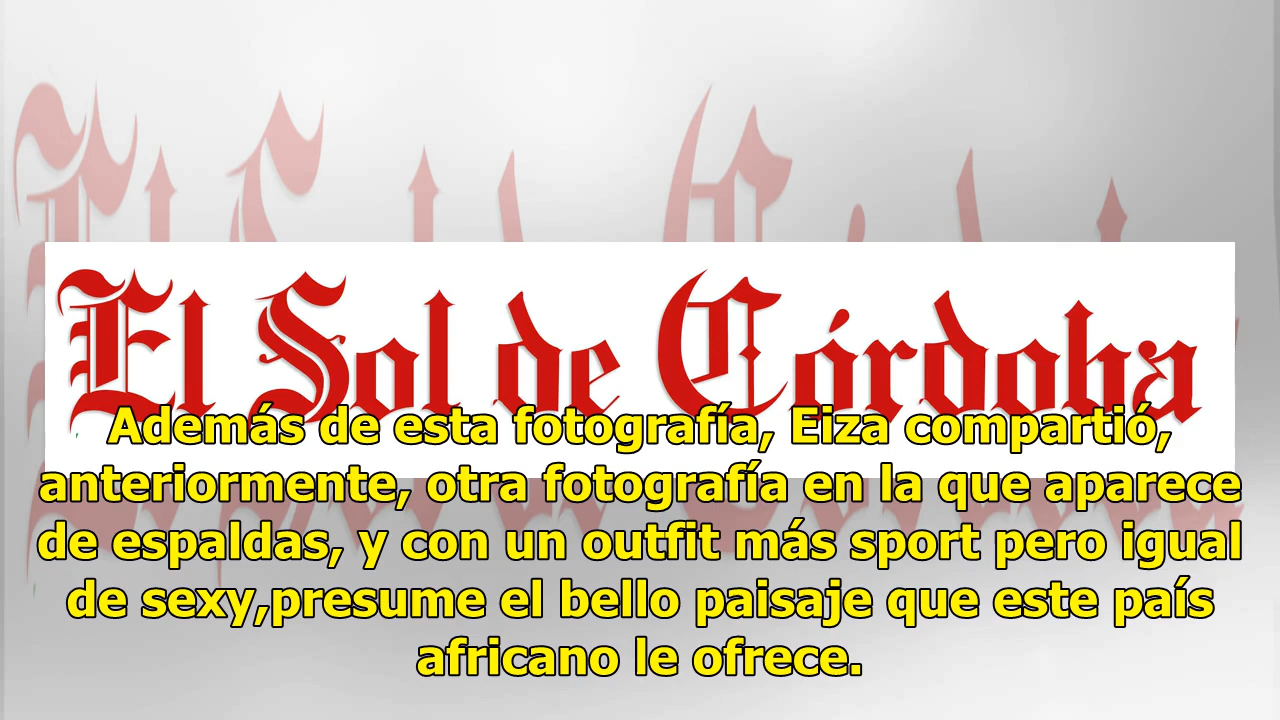 El Sol de Córdoba
Además de esta fotografía, Eiza compartió,
anteriormente, otra fotografía en la que aparece
de espaldas, y con un outfit más sport pero igual
de sexy,presume el bello paisaje que este país
africano le ofrece.